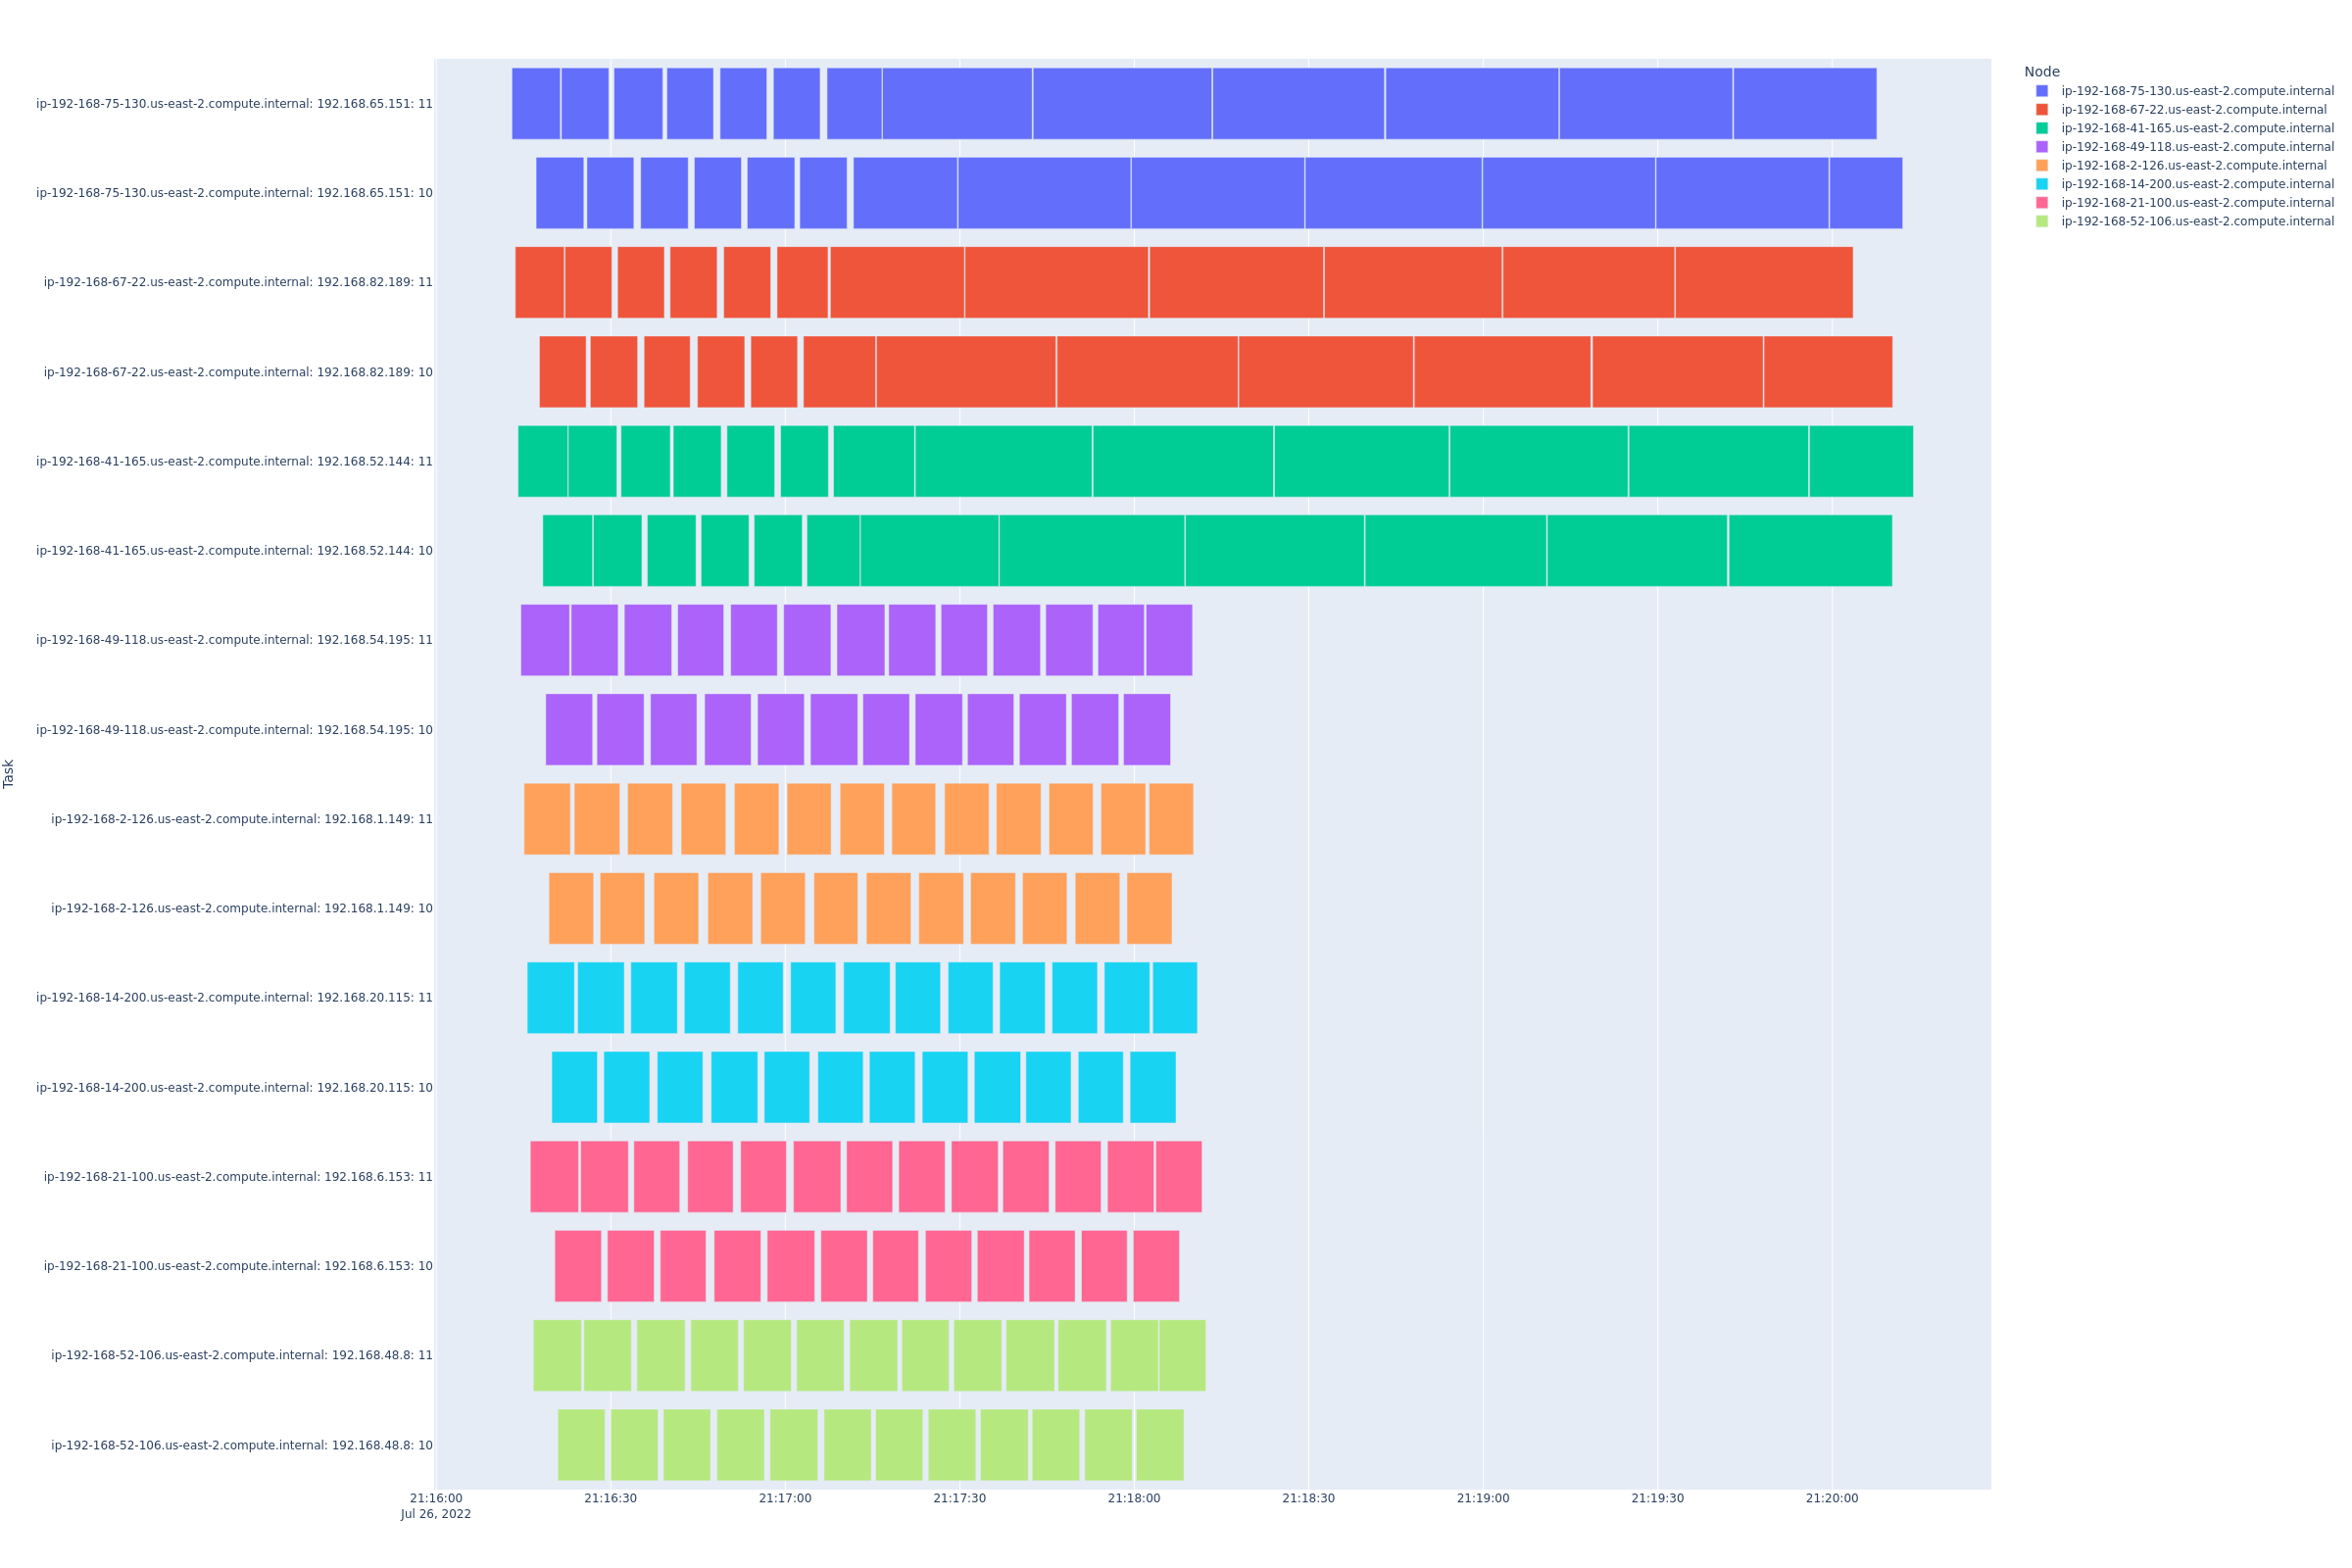 Node
ip-192-168-75-130.us-east-2.compute.internal
ip-192-168-67-22.us-east-2.compute.internal
ip-192-168-41-165.us-east-2.compute.internal
ip-192-168-49-118.us-east-2.compute.internal
ip-192-168-2-126.us-east-2.compute.internal
ip-192-168-14-200.us-east-2.compute.internal
ip-192-168-21-100.us-east-2.compute.internal
ip-192-168-52-106.us-east-2.compute.internal
Task
ip-192-168-75-130.us-east-2.compute.internal: 192.168.65.151: 11
ip-192-168-75-130.us-east-2.compute.internal: 192.168.65.151: 10
ip-192-168-67-22.us-east-2.compute.internal: 192.168.82.189: 11
ip-192-168-67-22.us-east-2.compute.internal: 192.168.82.189: 10
ip-192-168-41-165.us-east-2.compute.internal: 192.168.52.144: 11
ip-192-168-41-165.us-east-2.compute.internal: 192.168.52.144: 10
ip-192-168-49-118.us-east-2.compute.internal: 192.168.54.195: 11
ip-192-168-49-118.us-east-2.compute.internal: 192.168.54.195: 10
ip-192-168-2-126.us-east-2.compute.internal: 192.168.1.149: 11
ip-192-168-2-126.us-east-2.compute.internal: 192.168.1.149: 10
ip-192-168-14-200.us-east-2.compute.internal: 192.168.20.115: 11
ip-192-168-14-200.us-east-2.compute.internal: 192.168.20.115: 10
ip-192-168-21-100.us-east-2.compute.internal: 192.168.6.153: 11
ip-192-168-21-100.us-east-2.compute.internal: 192.168.6.153: 10
ip-192-168-52-106.us-east-2.compute.internal: 192.168.48.8: 11
ip-192-168-52-106.us-east-2.compute.internal: 192.168.48.8: 10
21:16:00 21:16:30 21:17:00 21:17:30 21:18:00 21:18:30 21:19:00 21:19:30 21:20:00
Jul 26, 2022